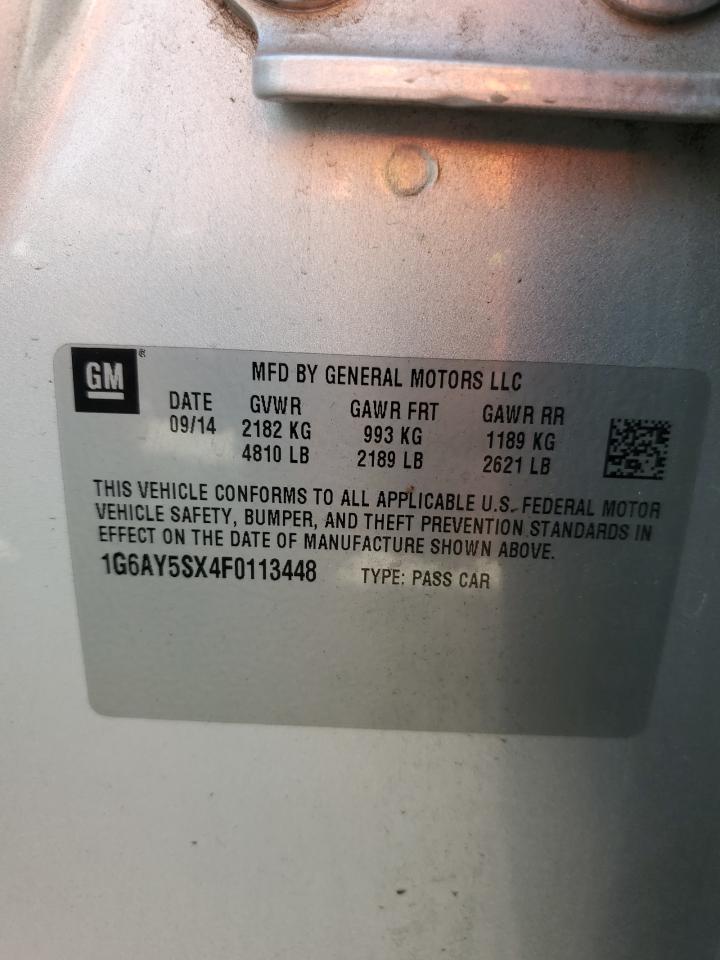 GM®
MFD BY GENERAL MOTORS LLC
DATE GVWR GAWR FRT GAWR RR
09/14 2182 KG 993 KG 1189 KG
4810 LB 2189 LB 2621 LB
THIS VEHICLE CONFORMS TO ALL APPLICABLE U.S. FEDERAL MOTOR
VEHICLE SAFETY, BUMPER, AND THEFT PREVENTION STANDARDS IN
EFFECT ON THE DATE OF MANUFACTURE SHOWN ABOVE.
1G6AY5SX4F0113448 TYPE: PASS CAR